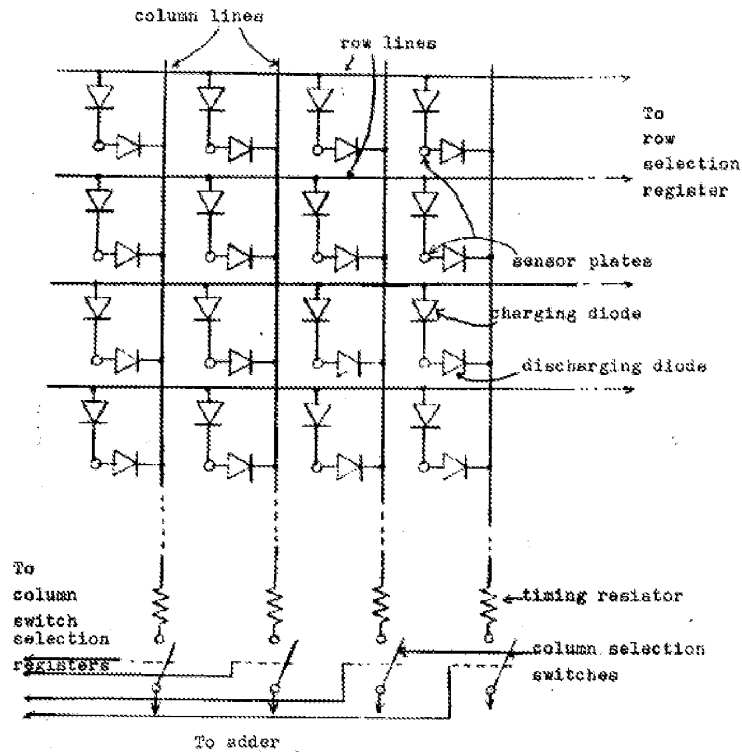 column lines
row lines
To
row
selection
register
sensor plates
charging diode
discharging diode
To
column
switch
selection
registers
timing resistor
column selection
switches
To adder